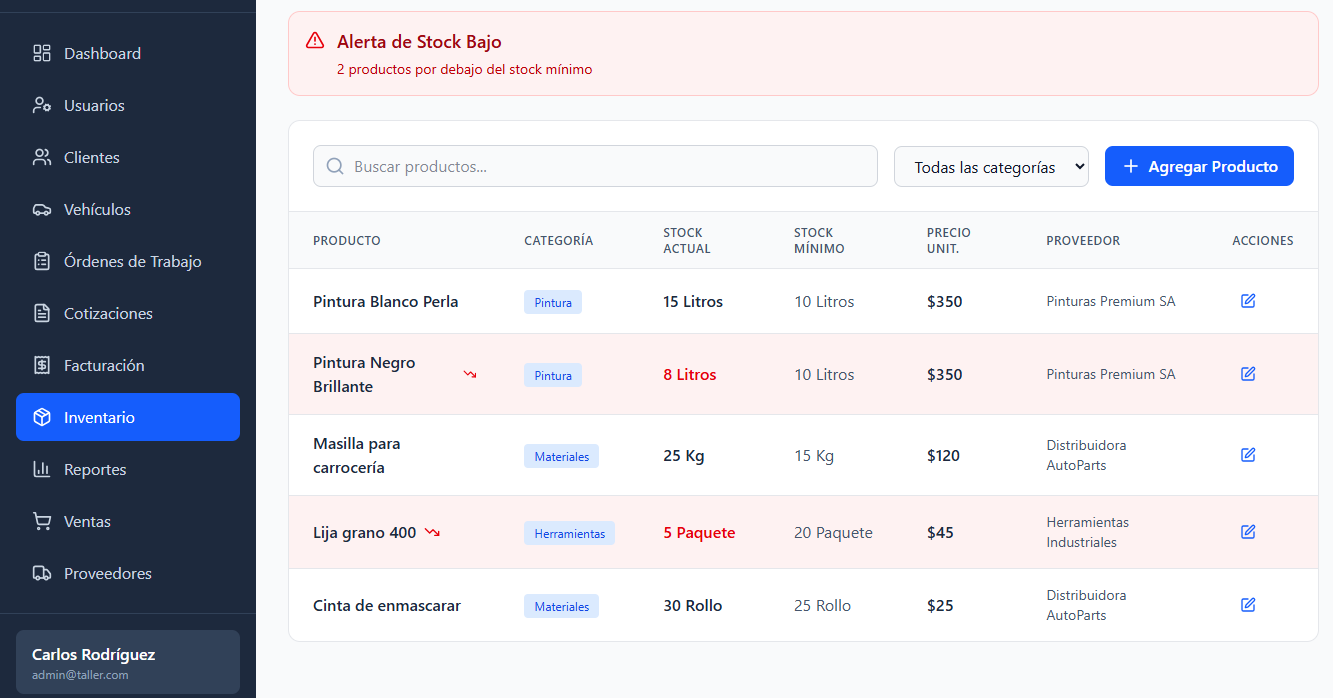 Dashboard
Usuarios
Clientes
Vehículos
Órdenes de Trabajo
Cotizaciones
Facturación
Inventario
Reportes
Ventas
Proveedores
Carlos Rodríguez
admin@taller.com
Alerta de Stock Bajo
2 productos por debajo del stock mínimo
Buscar productos...
Todas las categorías
Agregar Producto
PRODUCTO
CATEGORÍA
STOCK
ACTUAL
STOCK
MÍNIMO
PRECIO
UNIT.
PROVEEDOR
ACCIONES
Pintura Blanco Perla
Pintura
15 Litros
10 Litros
$350
Pinturas Premium SA
Pintura Negro
Brillante
Pintura
8 Litros
10 Litros
$350
Pinturas Premium SA
Masilla para
carrocería
Materiales
25 Kg
15 Kg
$120
Distribuidora
AutoParts
Lija grano 400
Herramientas
5 Paquete
20 Paquete
$45
Herramientas
Industriales
Cinta de enmascarar
Materiales
30 Rollo
25 Rollo
$25
Distribuidora
AutoParts